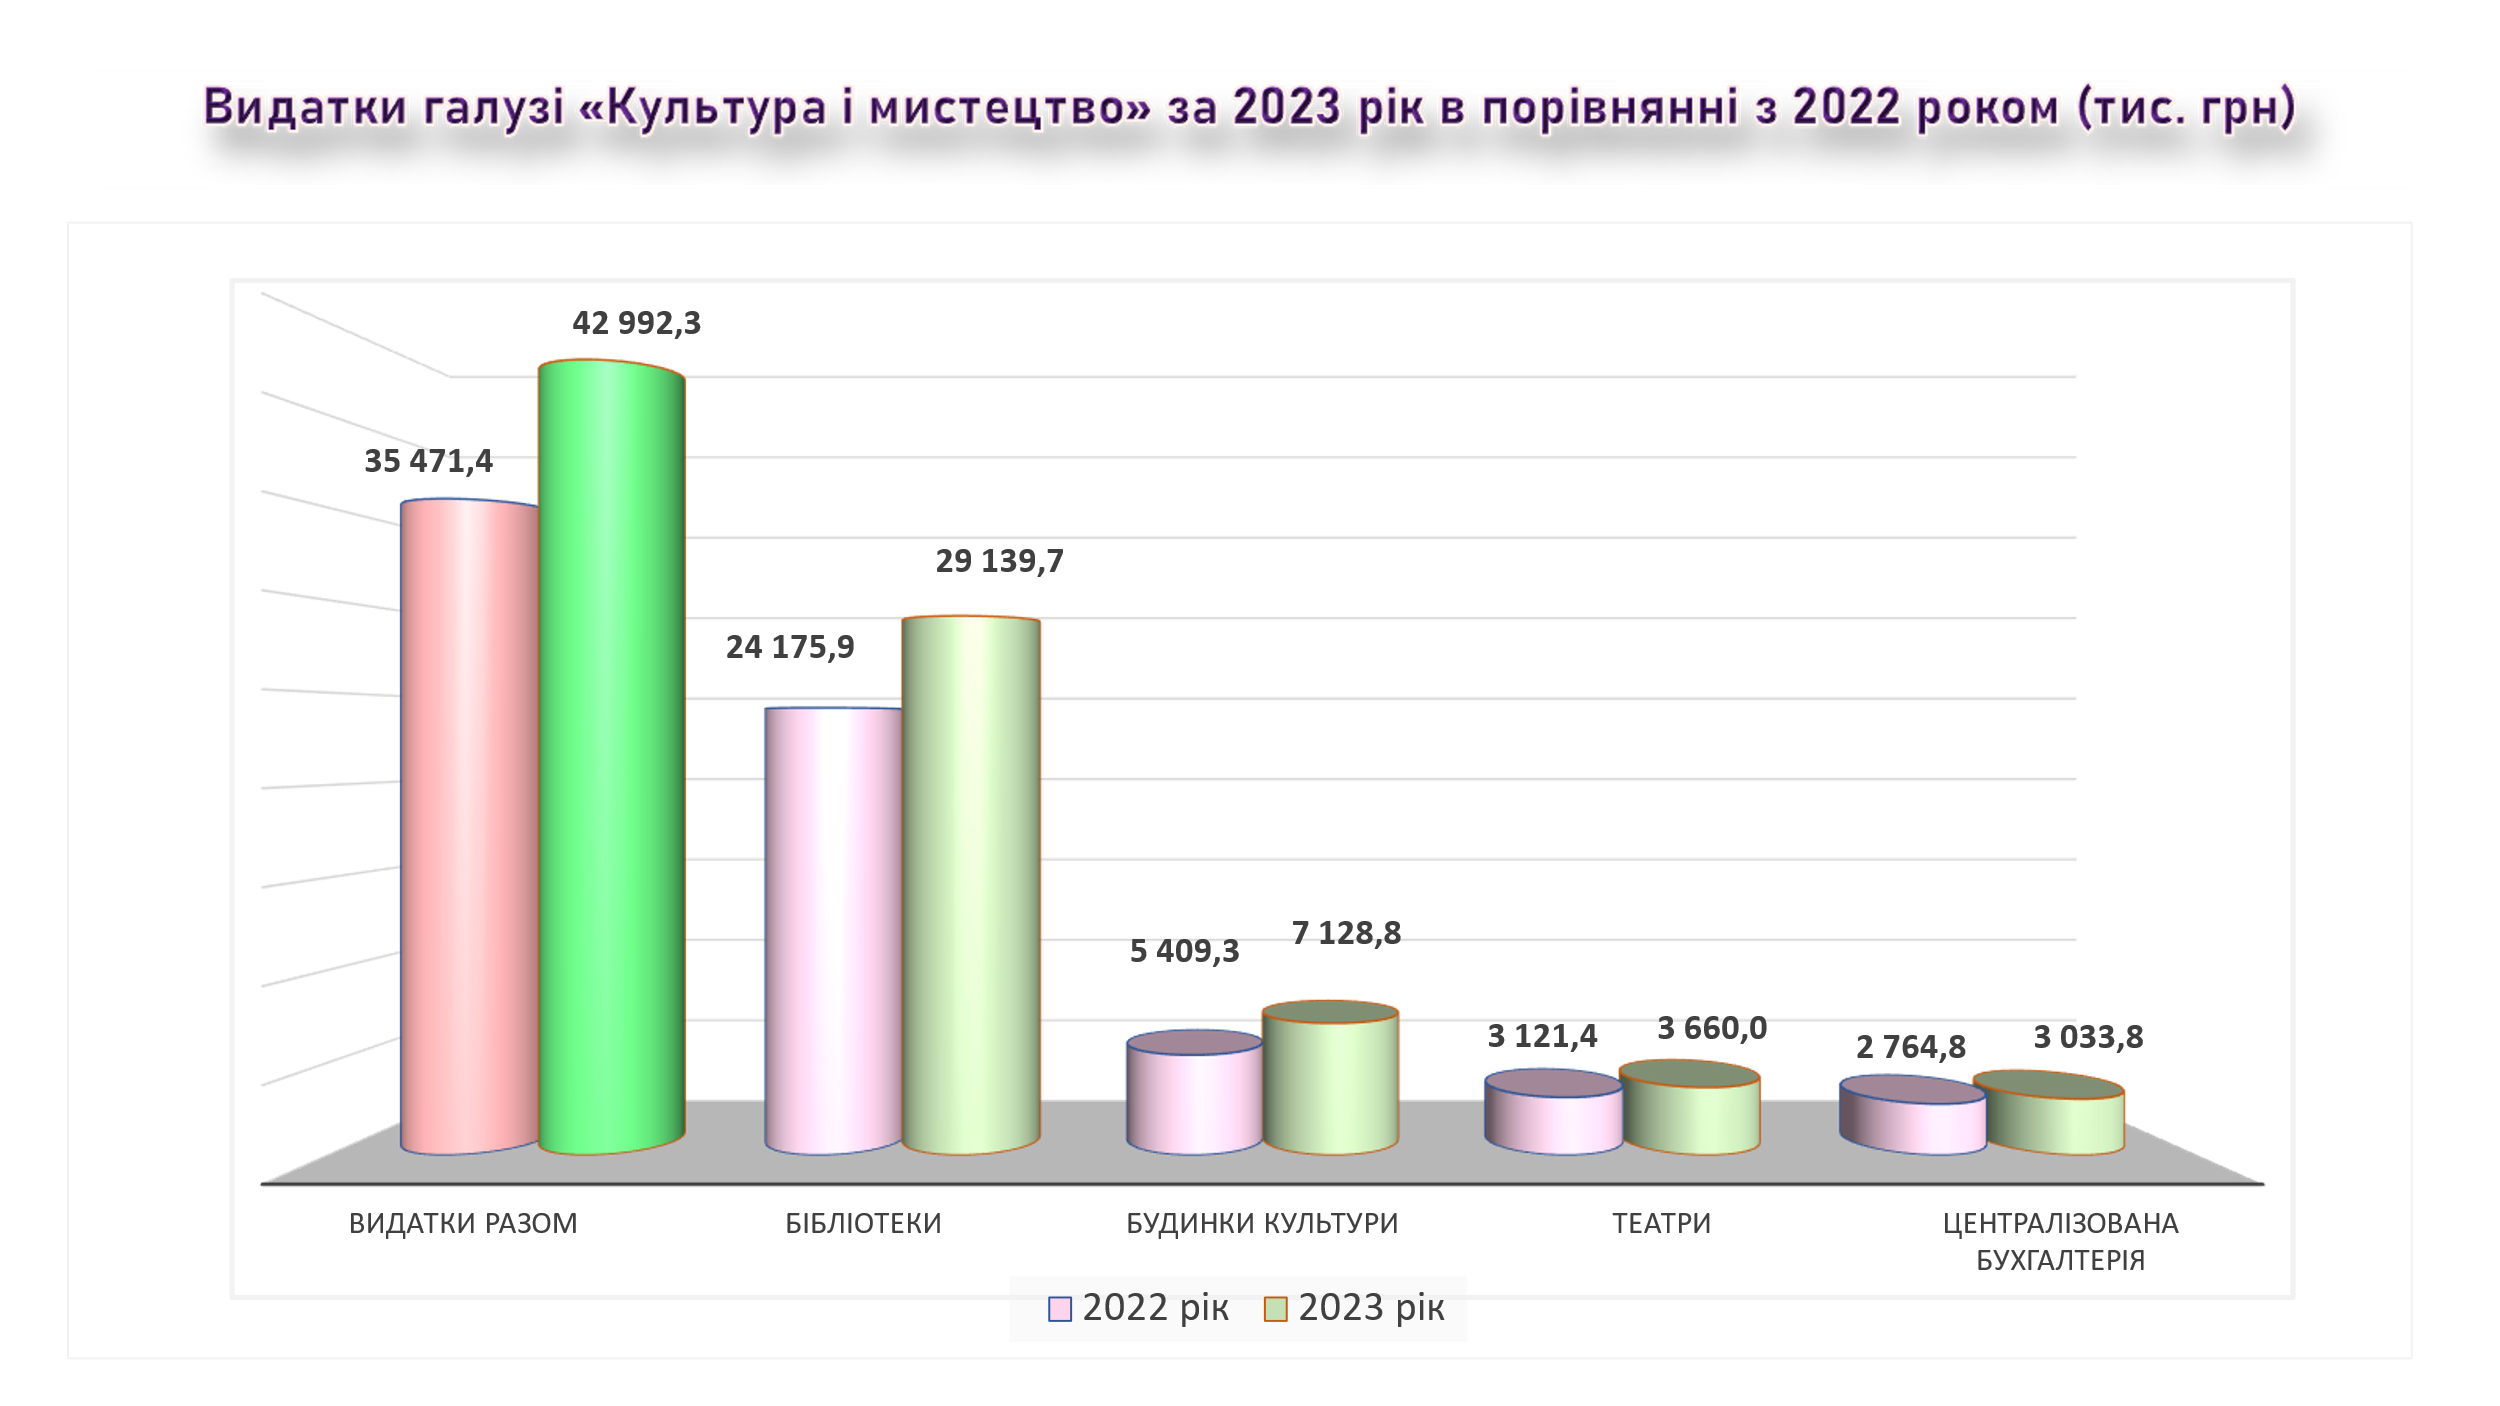 Видатки галузі «Культура і мистецтво» за 2023 рік в порівнянні з 2022 роком (тис. грн)
42 992,3
35 471,4
29 139,7
24 175,9
7 128,8
5 409,3
3 660,0
3 121,4
3 033,8
2 764,8
ВИДАТКИ РАЗОМ
БІБЛІОТЕКИ
БУДИНКИ КУЛЬТУРИ
ТЕАТРИ
ЦЕНТРАЛІЗОВАНА
БУХГАЛТЕРІЯ
2022 рік
2023 рік